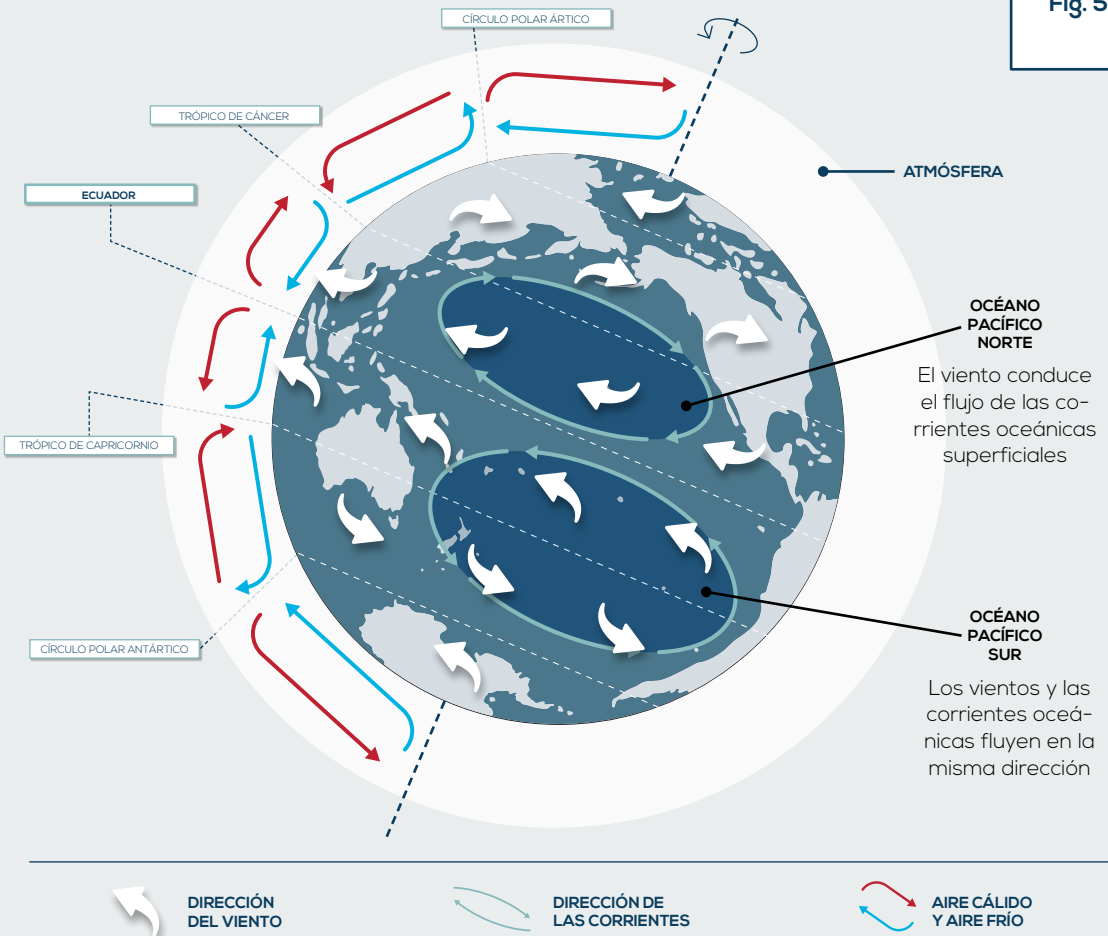 Fig. 5
CÍRCULO POLAR ÁRTICO
TRÓPICO DE CÁNCER
ECUADOR
TRÓPICO DE CAPRICORNIO
CÍRCULO POLAR ANTÁRTICO
ATMÓSFERA
OCÉANO
PACÍFICO
NORTE
El viento conduce
el flujo de las co-
rrientes oceánicas
superficiales
OCÉANO
PACÍFICO
SUR
Los vientos y las
corrientes oceá-
nicas fluyen en la
misma dirección
DIRECCIÓN
DEL VIENTO
DIRECCIÓN DE
LAS CORRIENTES
AIRE CÁLIDO
Y AIRE FRÍO